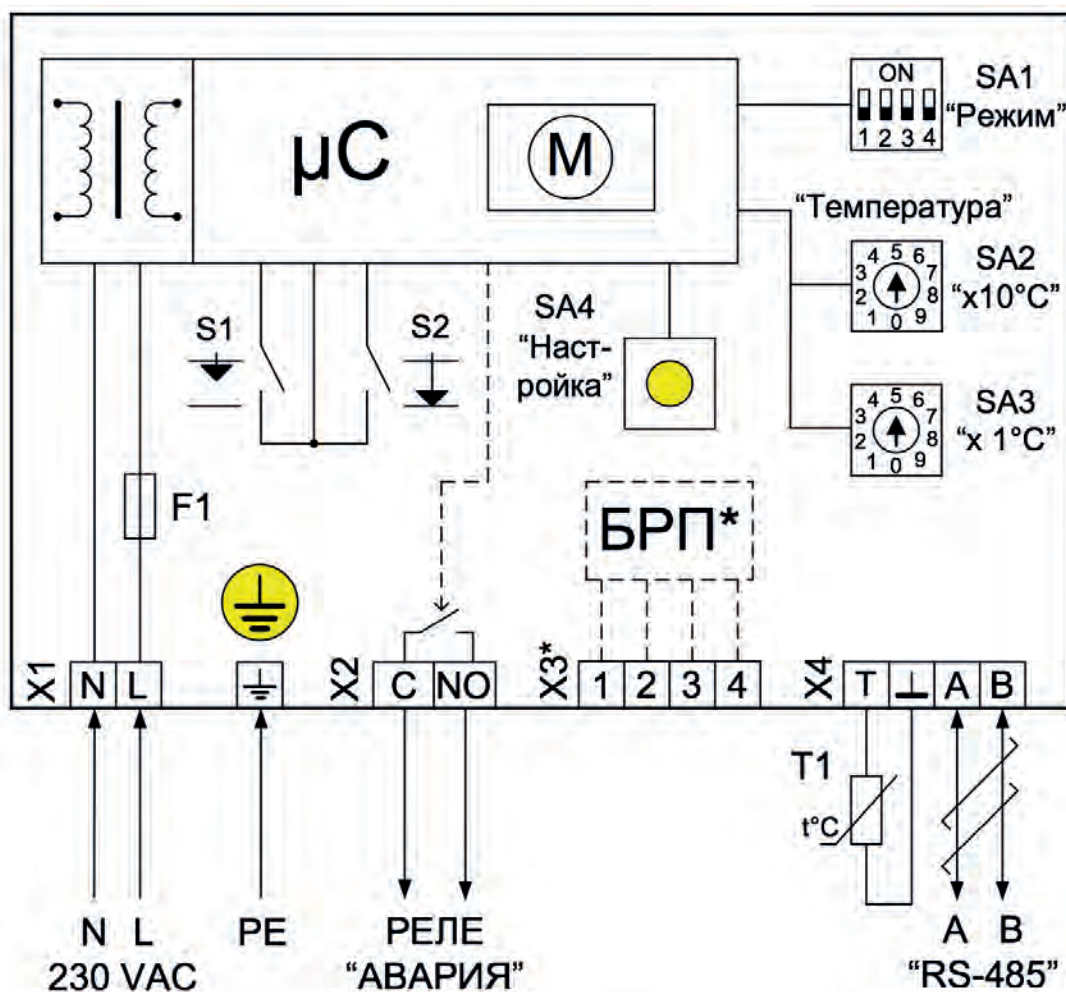 ON
1 2 3 4
SA1
“Режим”
µC
M
“Температура”
SA2
“x10°C”
0 1 2 3 4 5 6 7 8 9
SA3
“x 1°C”
0 1 2 3 4 5 6 7 8 9
S1
S2
SA4
“Наст-
ройка”
F1
БРП*
X1
N L
X2
C NO
X3*
1 2 3 4
X4
T ⊥ A B
T1
t°C
N L
230 VAC
PE
РЕЛЕ
“АВАРИЯ”
A B
“RS-485”